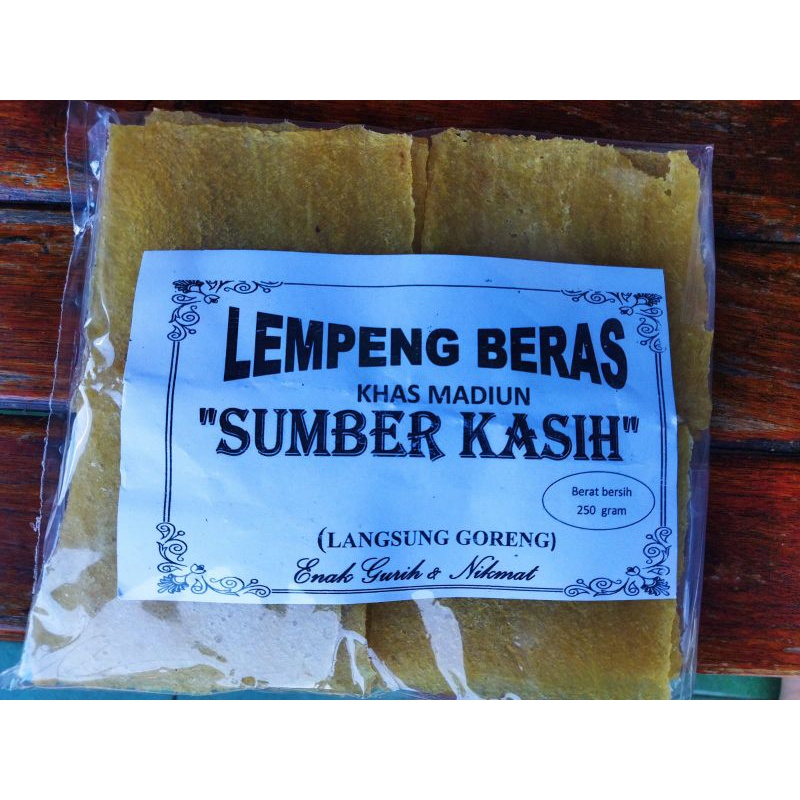 LEMPENG BERAS
KHAS MADIUN
"SUMBER KASIH"
Berat bersih
250 gram
(LANGSUNG GORENG)
Enak Gurih & Nikmat